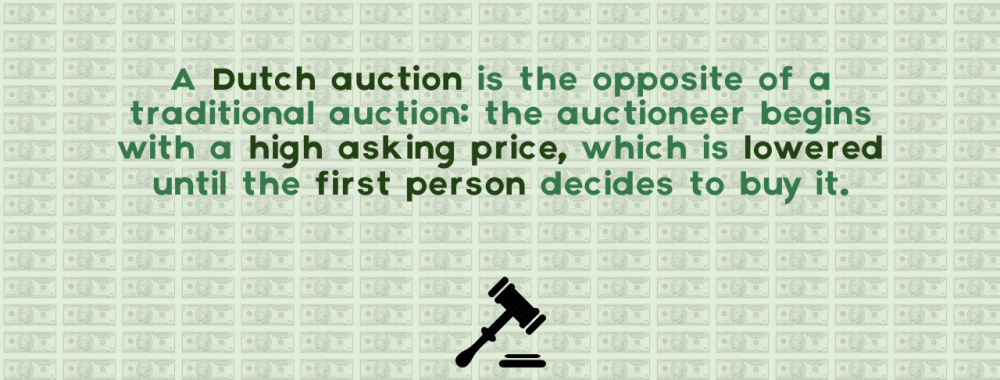 A Dutch auction is the opposite of a
traditional auction: the auctioneer begins
with a high asking price, which is lowered
until the first person decides to buy it.